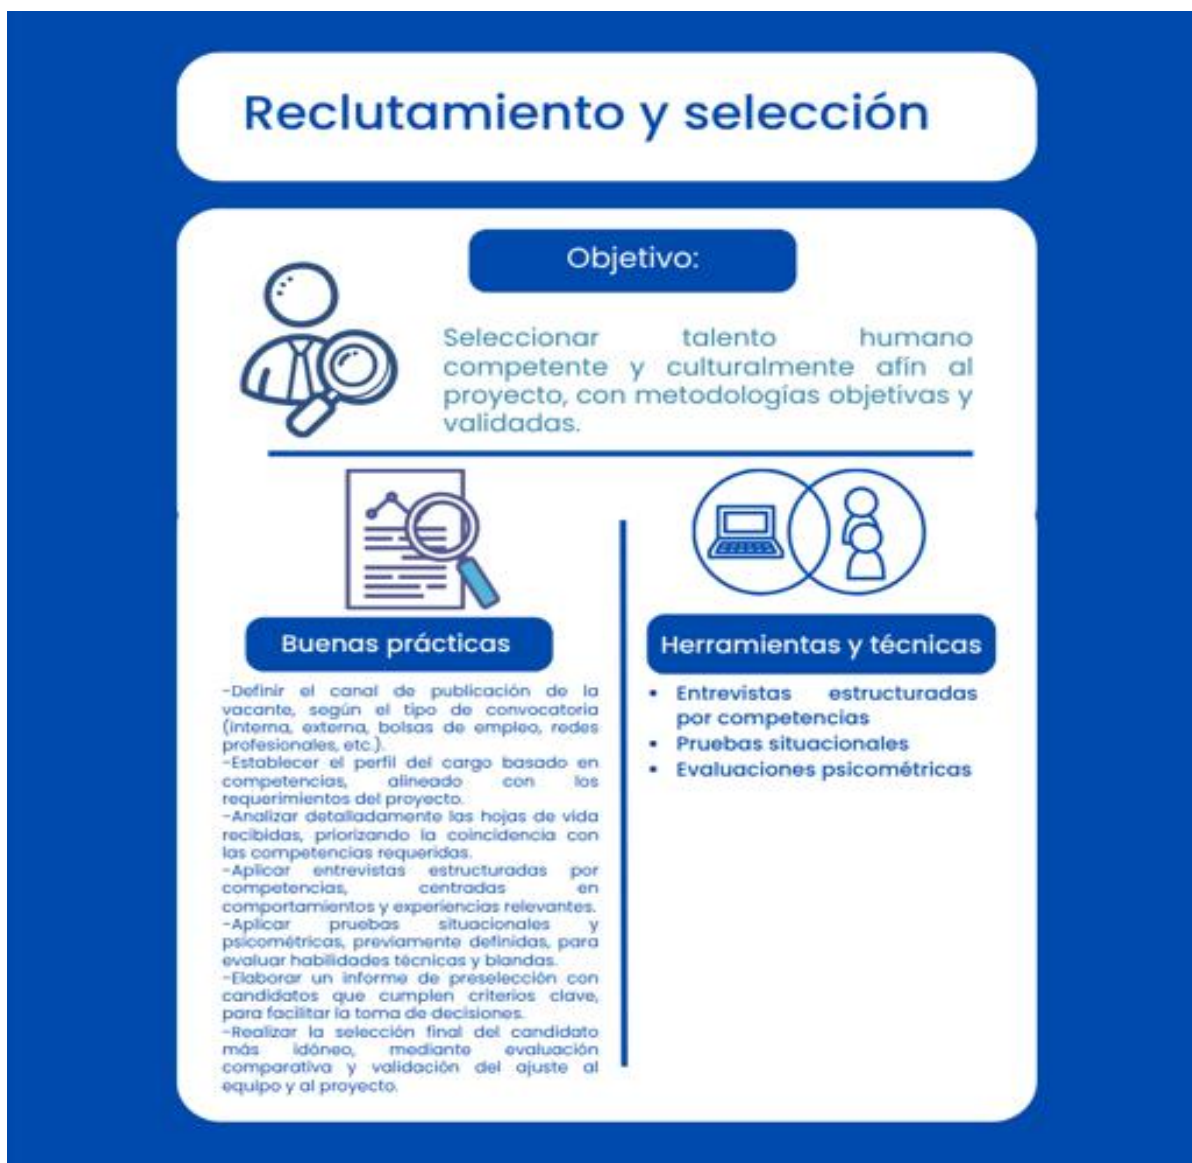 Reclutamiento y selección
Objetivo:
Seleccionar talento humano
competente y culturalmente afín al
proyecto, con metodologías objetivas y
validadas.
Buenas prácticas
-Definir el canal de publicación de la
vacante, según el tipo de convocatoria
(interna, externa, bolsas de empleo, redes
profesionales, etc.).
-Establecer el perfil del cargo basado en
competencias, alineado con los
requerimientos del proyecto.
-Analizar detalladamente las hojas de vida
recibidas, priorizando la coincidencia con
las competencias requeridas.
-Aplicar entrevistas estructuradas por
competencias, centradas en
comportamientos y experiencias relevantes.
-Aplicar pruebas situacionales y
psicométricas, previamente definidas, para
evaluar habilidades técnicas y blandas.
-Elaborar un informe de preselección con
candidatos que cumplen criterios clave,
para facilitar la toma de decisiones.
-Realizar la selección final del candidato
más idóneo, mediante evaluación
comparativa y validación del ajuste al
equipo y al proyecto.
Herramientas y técnicas
• Entrevistas estructuradas
por competencias
• Pruebas situacionales
• Evaluaciones psicométricas